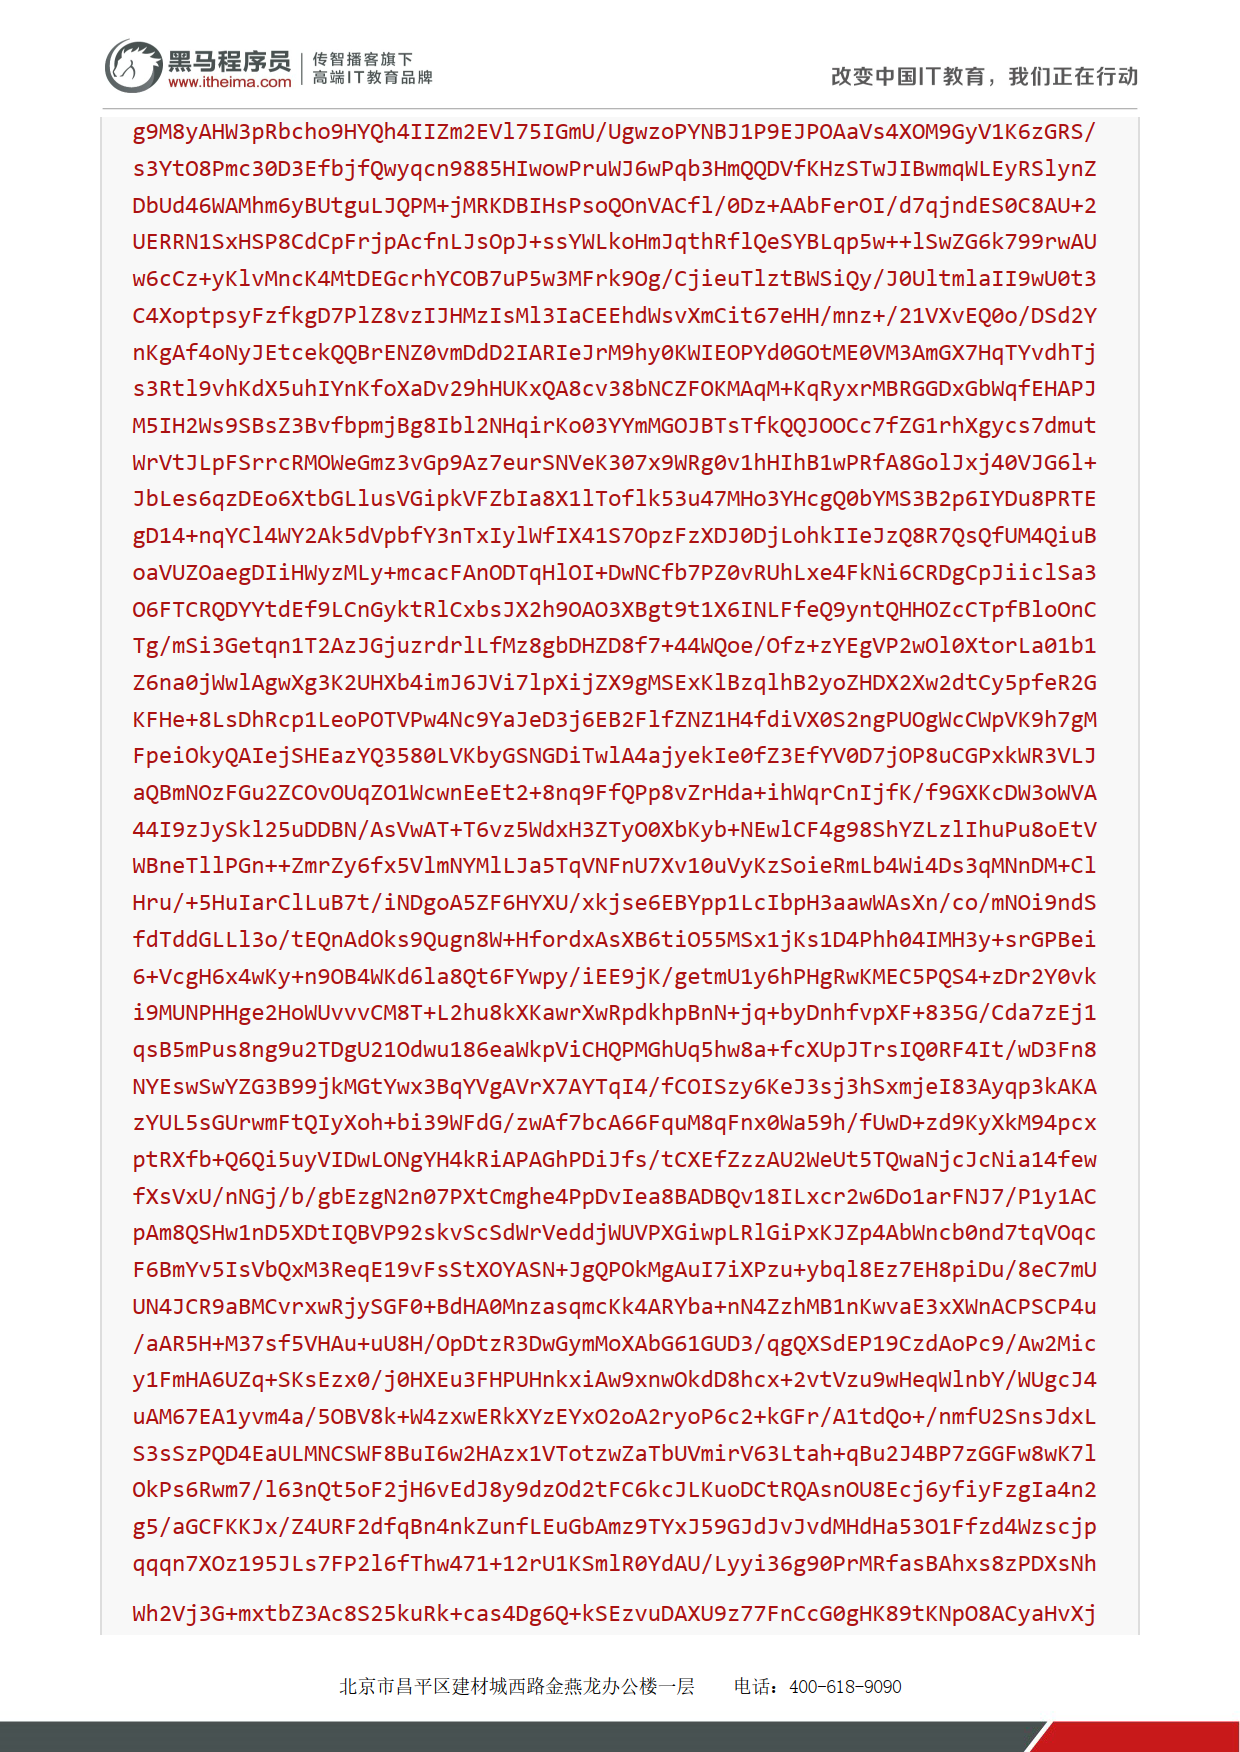 黑马程序员
www.itheima.com
传智播客旗下
高端IT教育品牌
改变中国IT教育，我们正在行动
g9M8yAHW3pRbcho9HYQh4IIZm2EVl75IGmU/UgwzoPYNBJ1P9EJPOAaVs4XOM9GyV1K6zGRS/
s3YtO8Pmc30D3EfbjfQwyqcn9885HIwowPruWJ6wPqb3HmQQDVfKHzSTwJIBwmqWLEyRSlynZ
DbUd46WAMhm6yBUtguLJQPM+jMRKDBIHsPsoQOnVACfl/0Dz+AAbFerOI/d7qjndES0C8AU+2
UERRN1SxHSP8CdCpFrjpAcfnLJsOpJ+ssYWLkoHmJqthRflQeSYBLqp5w++lSwZG6k799rwAU
w6cCz+yKlvMncK4MtDEGcrhYCOB7uP5w3MFrk9Og/CjieuTlztBWSiQy/J0UltmlaII9wU0t3
C4XoptpsyFzfkgD7PlZ8vzIJHMzIsMl3IaCEEhdWsvXmCit67eHH/mnz+/21VXvEQ0o/DSd2Y
nKgAf4oNyJEtcekQQBrENZ0vmDdD2IARIeJrM9hy0KWIEOPYd0GOtME0VM3AmGX7HqTYvdhTj
s3Rtl9vhKdX5uhIYnKfoXaDv29hHUKxQA8cv38bNCZFOKMAqM+KqRyxrMBRGGDxGbWqfEHAPJ
M5IH2Ws9SBsZ3Bvfbpmj​Bg8Ibl2NHqirKo03YYmMGOJBTsTfkQQJOOCc7fZG1rhXgycs7dmut
WrVtJLpFSrrcRMOWeGmz3vGp9Az7eurSNVeK307x9WRg0v1hHIhB1wPRfA8GolJxj40VJG6l+
JbLes6qzDEo6XtbGLlusVGipkVFZbIa8X1lToflk53u47MHo3YHcgQ0bYMS3B2p6IYDu8PRTE
gD14+nqYCl4WY2Ak5dVpbfY3nTxIylWfIX41S7OpzFzXDJ0DjLohkIIeJzQ8R7QsQfUM4QiuB
oaVUZOaegDIiHWyzMLy+mcacFAnODTqHlOI+DwNCfb7PZ0vRUhLxe4FkNi6CRDgCpJiiclSa3
O6FTCRQDYYtdEf9LCnGyktRlCxbsJX2h9OAO3XBgt9t1X6INLFfeQ9yntQHHOZcCTpfBloOnC
Tg/mSi3Getqn1T2AzJGjuzrdrlLfMz8gbDHZD8f7+44WQoe/Ofz+zYEgVP2wOl0XtorLa01b1
Z6na0jWwlAgwXg3K2UHXb4imJ6JVi7lpXijZX9gMSExKlBzqlhB2yoZHDX2Xw2dtCy5pfeR2G
KFHe+8LsDhRcp1LeoPOTVPw4Nc9YaJeD3j6EB2FlfZNZ1H4fdiVX0S2ngPUOgWcCWpVK9h7gM
FpeiOkyQAIejSHEazYQ3580LVKbyGSNGDiTwlA4ajyekIe0fZ3EfYV0D7jOP8uCGPxkWR3VLJ
aQBmNOzFGu2ZCOvOUqZO1WcwnEeEt2+8nq9FfQPp8vZrHda+ihWqrCnIjfK/f9GXKcDW3oWVA
44I9zJySkl25uDDBN/AsVwAT+T6vz5WdxH3ZTyO0XbKyb+NEwlCF4g98ShYZLzlIhuPu8oEtV
WBneTllPGn++ZmrZy6fx5VlmNYMlLJa5TqVNFnU7Xv10uVyKzSoieRmLb4Wi4Ds3qMNnDM+Cl
Hru/+5HuIarClLuB7t/iNDgoA5ZF6HYXU/xkjse6EBYpp1LcIbpH3aawWAsXn/co/mNOi9ndS
fdTddGLLl3o/tEQnAdOks9Qugn8W+HfordxAsXB6tiO55MSx1jKs1D4Phh04IMH3y+srGPBei
6+VcgH6x4wKy+n9OB4WKd6la8Qt6FYwpy/iEE9jK/getmU1y6hPHgRwKMEC5PQS4+zDr2Y0vk
i9MUNPHHge2HoWUvvvCM8T+L2hu8kXKawrXwRpdkhpBnN+jq+byDnhfvpXF+835G/Cda7zEj1
qsB5mPus8ng9u2TDgU21Odwu186eaWkpViCHQPMGhUq5hw8a+fcXUpJTrsIQ0RF4It/wD3Fn8
NYEswSwYZG3B99jkMGtYwx3BqYVgAVrX7AYTqI4/fCOISzy6KeJ3sj3hSxmjeI83Ayqp3kAKA
zYUL5sGUrwmFtQIyXoh+bi39WFdG/zwAf7bcA66FquM8qFnx0Wa59h/fUwD+zd9KyXkM94pcx
ptRXfb+Q6Qi5uyVIDwLONgYH4kRiAPAGhPDiJfs/tCXEfZzzAU2WeUt5TQwaNjcJcNia14few
fXsVxU/nNGj/b/gbEzgN2n07PXtCmghe4PpDvIea8BADBQv18ILxcr2w6Do1arFNJ7/P1y1AC
pAm8QSHw1nD5XDtIQBVP92skvScSdWrVeddjWUVPXGiwpLRlGiPxKJZp4AbWncb0nd7tqVOqc
F6BmYv5IsVbQxM3ReqE19vFsStXOYASN+JgQPOkMgAuI7iXPzu+ybql8Ez7EH8piDu/8eC7mU
UN4JCR9aBMCvrxwRjySGF0+BdHA0MnzasqmcKk4ARYba+nN4ZzhMB1nKwvaE3xXWnACPSCP4u
/aAR5H+M37sf5VHAu+uU8H/OpDtzR3DwGymMoXAbG61GUD3/qgQXSdEP19CzdAoPc9/Aw2Mic
y1FmHA6UZq+SKsEzx0/j0HXEu3FHPUHnkxiAw9xnwOkdD8hcx+2vtVzu9wHeqWlnbY/WUgcJ4
uAM67EA1yvm4a/5OBV8k+W4zxwERkXYzEYxO2oA2ryoP6c2+kGFr/A1tdQo+/nmfU2SnsJdxL
S3sSzPQD4EaULMNCSWF8BuI6w2HAzx1VTotzwZaTbUVmirV63Ltah+qBu2J4BP7zGGFw8wK7l
OkPs6Rwm7/l63nQt5oF2jH6vEdJ8y9dzOd2tFC6kcJLKuoDCtRQAsnOU8Ecj6yfiyFzgIa4n2
g5/aGCFKKJx/Z4URF2dfqBn4nkZunfLEuGbAmz9TYxJ59GJdJvJvdMHdHa53O1Ffzd4Wzscjp
qqqn7XOz195JLs7FP2l6fThw471+12rU1KSmlR0YdAU/Lyyi36g90PrMRfasBAhxs8zPDXsNh
Wh2Vj3G+mxtbZ3Ac8S25kuRk+cas4Dg6Q+kSEzvuDAXU9z77FnCcG0gHK89tKNpO8ACyaHvXj
北京市昌平区建材城西路金燕龙办公楼一层　　电话：400-618-9090